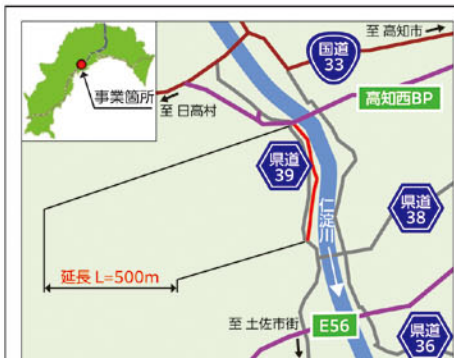 至 高知市
国道
33
事業箇所
至 日高村
高知西BP
県道
39
仁淀川
県道
38
延長 L=500m
至 土佐市街
E56
県道
36